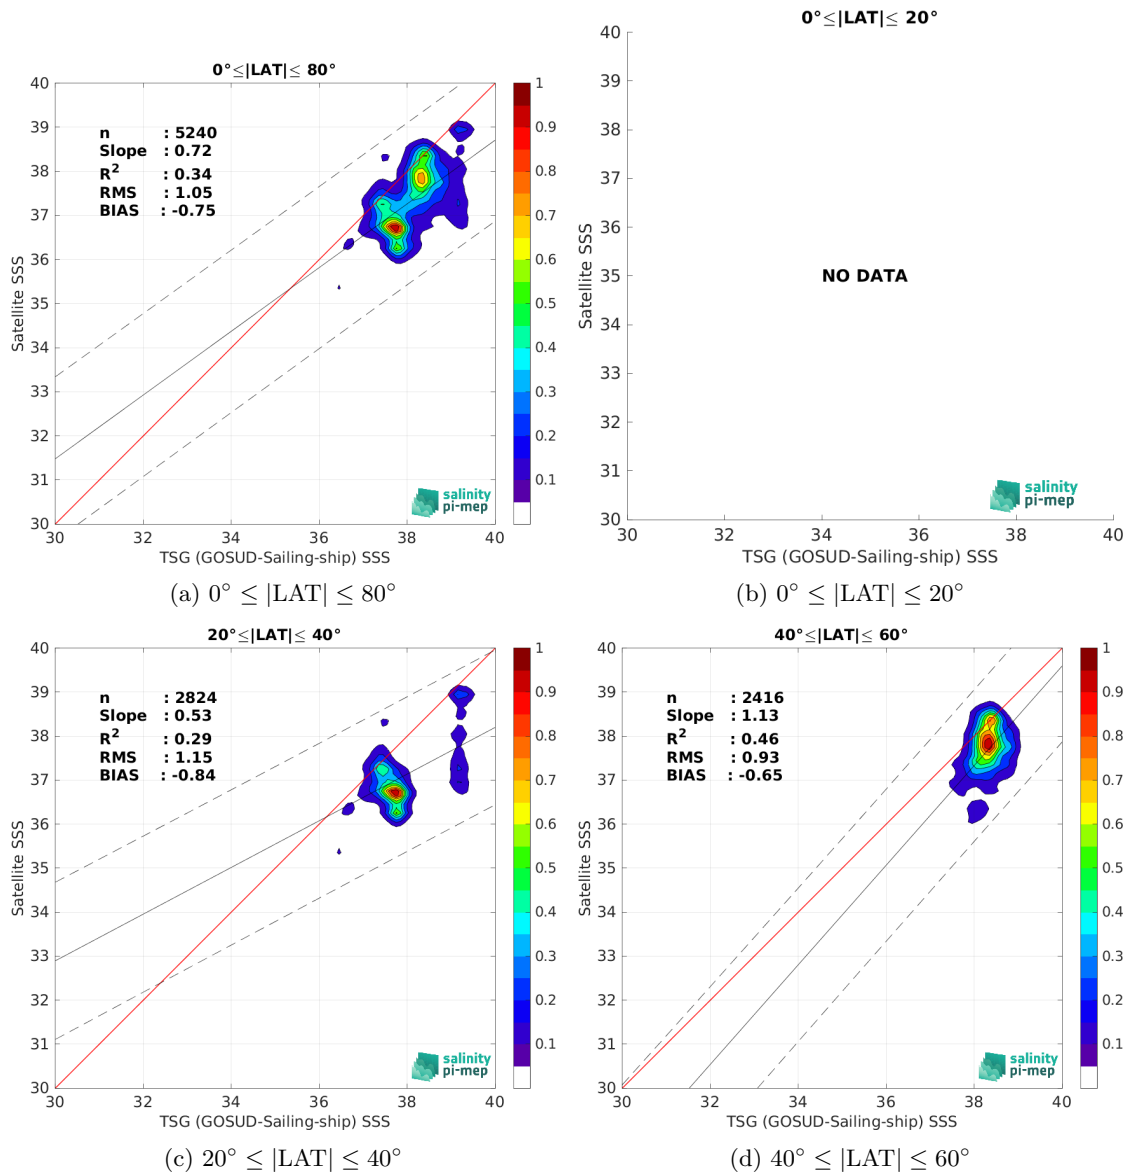 0°≤|LAT|≤ 80°
40
39
38
37
36
35
34
33
32
31
30
Satellite SSS
n : 5240
Slope : 0.72
R² : 0.34
RMS : 1.05
BIAS : -0.75
salinity
pi-mep
30 32 34 36 38 40
TSG (GOSUD-Sailing-ship) SSS
1
0.9
0.8
0.7
0.6
0.5
0.4
0.3
0.2
0.1
(a) 0° ≤ |LAT| ≤ 80°
0°≤|LAT|≤ 20°
40
39
38
37
36
35
34
33
32
31
30
Satellite SSS
NO DATA
salinity
pi-mep
30 32 34 36 38 40
TSG (GOSUD-Sailing-ship) SSS
(b) 0° ≤ |LAT| ≤ 20°
20°≤|LAT|≤ 40°
40
39
38
37
36
35
34
33
32
31
30
Satellite SSS
n : 2824
Slope : 0.53
R² : 0.29
RMS : 1.15
BIAS : -0.84
salinity
pi-mep
30 32 34 36 38 40
TSG (GOSUD-Sailing-ship) SSS
1
0.9
0.8
0.7
0.6
0.5
0.4
0.3
0.2
0.1
(c) 20° ≤ |LAT| ≤ 40°
40°≤|LAT|≤ 60°
40
39
38
37
36
35
34
33
32
31
30
Satellite SSS
n : 2416
Slope : 1.13
R² : 0.46
RMS : 0.93
BIAS : -0.65
salinity
pi-mep
30 32 34 36 38 40
TSG (GOSUD-Sailing-ship) SSS
1
0.9
0.8
0.7
0.6
0.5
0.4
0.3
0.2
0.1
(d) 40° ≤ |LAT| ≤ 60°